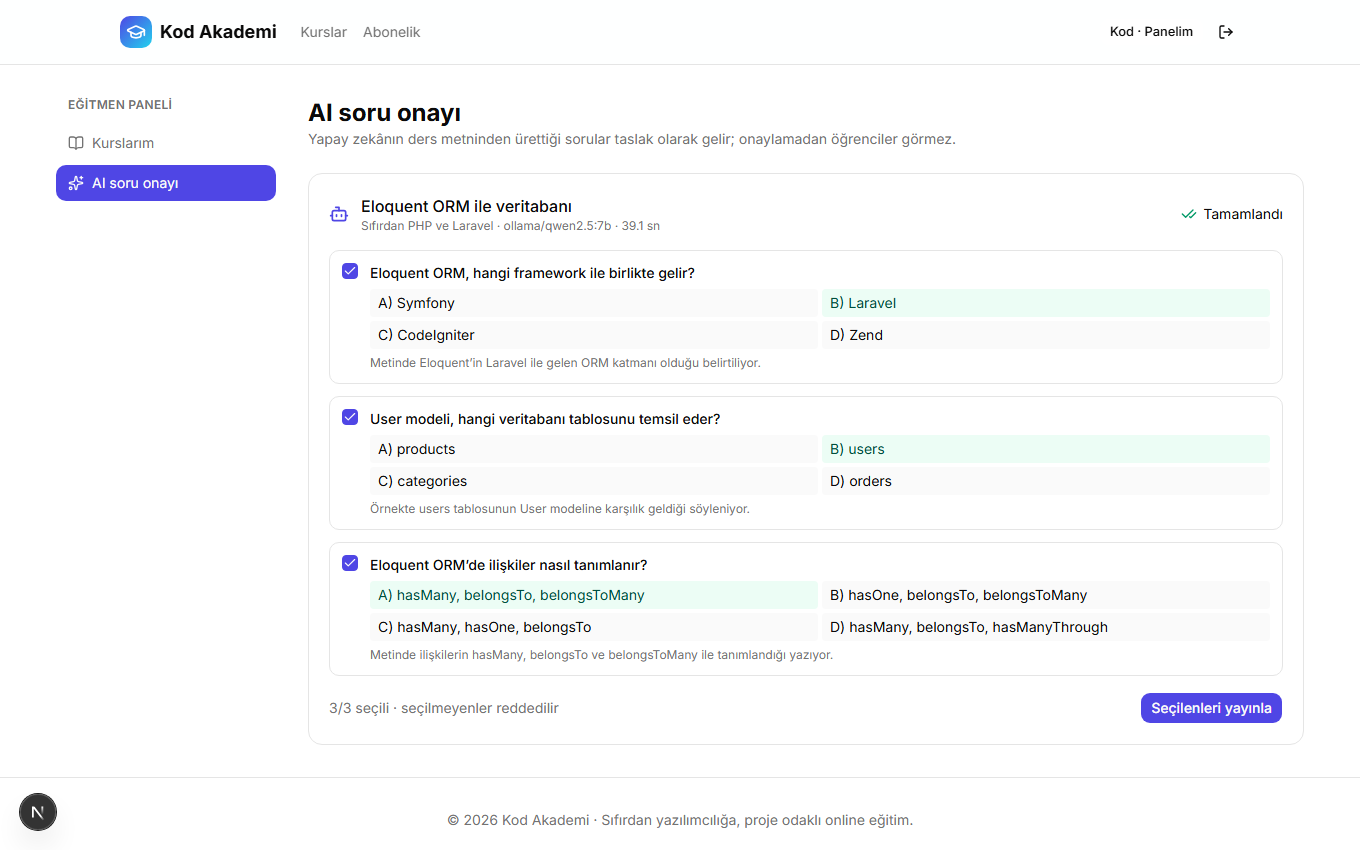 Kod Akademi
Kurslar
Abonelik
Kod · Panelim
EĞİTMEN PANELİ
Kurslarım
AI soru onayı
AI soru onayı
Yapay zekânın ders metninden ürettiği sorular taslak olarak gelir; onaylamadan öğrenciler görmez.
Eloquent ORM ile veritabanı
Sıfırdan PHP ve Laravel · ollama/qwen2.5:7b · 39.1 sn
Tamamlandı
Eloquent ORM, hangi framework ile birlikte gelir?
A) Symfony
B) Laravel
C) CodeIgniter
D) Zend
Metinde Eloquent’in Laravel ile gelen ORM katmanı olduğu belirtiliyor.
User modeli, hangi veritabanı tablosunu temsil eder?
A) products
B) users
C) categories
D) orders
Örnekte users tablosunun User modeline karşılık geldiği söyleniyor.
Eloquent ORM’de ilişkiler nasıl tanımlanır?
A) hasMany, belongsTo, belongsToMany
B) hasOne, belongsTo, belongsToMany
C) hasMany, hasOne, belongsTo
D) hasMany, belongsTo, hasManyThrough
Metinde ilişkilerin hasMany, belongsTo ve belongsToMany ile tanımlandığı yazıyor.
3/3 seçili · seçilmeyenler reddedilir
Seçilenleri yayınla
N
© 2026 Kod Akademi · Sıfırdan yazılımcılığa, proje odaklı online eğitim.